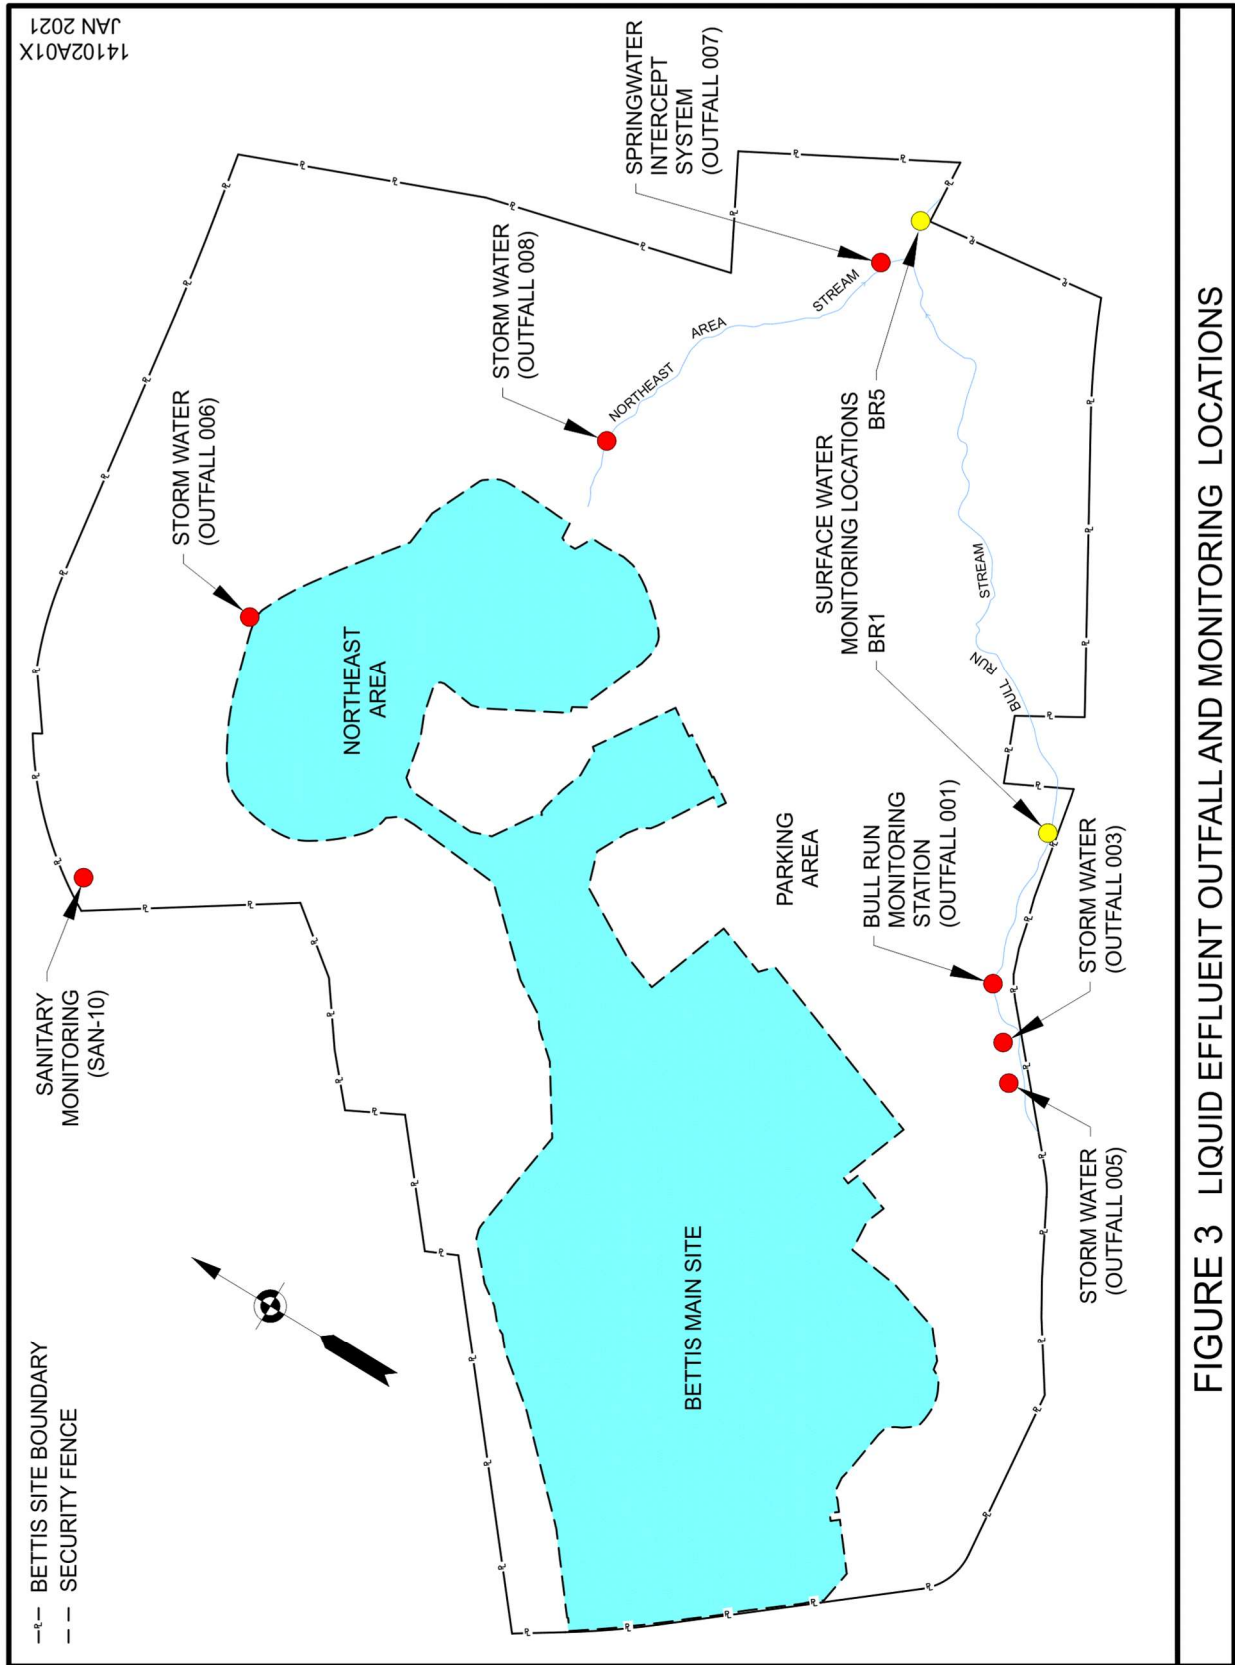 —⅊— BETTIS SITE BOUNDARY
— — SECURITY FENCE
14102A01X
JAN 2021
SANITARY
MONITORING
(SAN-10)
STORM WATER
(OUTFALL 006)
STORM WATER
(OUTFALL 008)
SPRINGWATER
INTERCEPT
SYSTEM
(OUTFALL 007)
NORTHEAST
AREA
NORTHEAST AREA STREAM
BETTIS MAIN SITE
PARKING
AREA
SURFACE WATER
MONITORING LOCATIONS
BR1 BR5
BULL RUN STREAM
BULL RUN
MONITORING
STATION
(OUTFALL 001)
STORM WATER
(OUTFALL 005)
STORM WATER
(OUTFALL 003)
FIGURE 3 LIQUID EFFLUENT OUTFALL AND MONITORING LOCATIONS